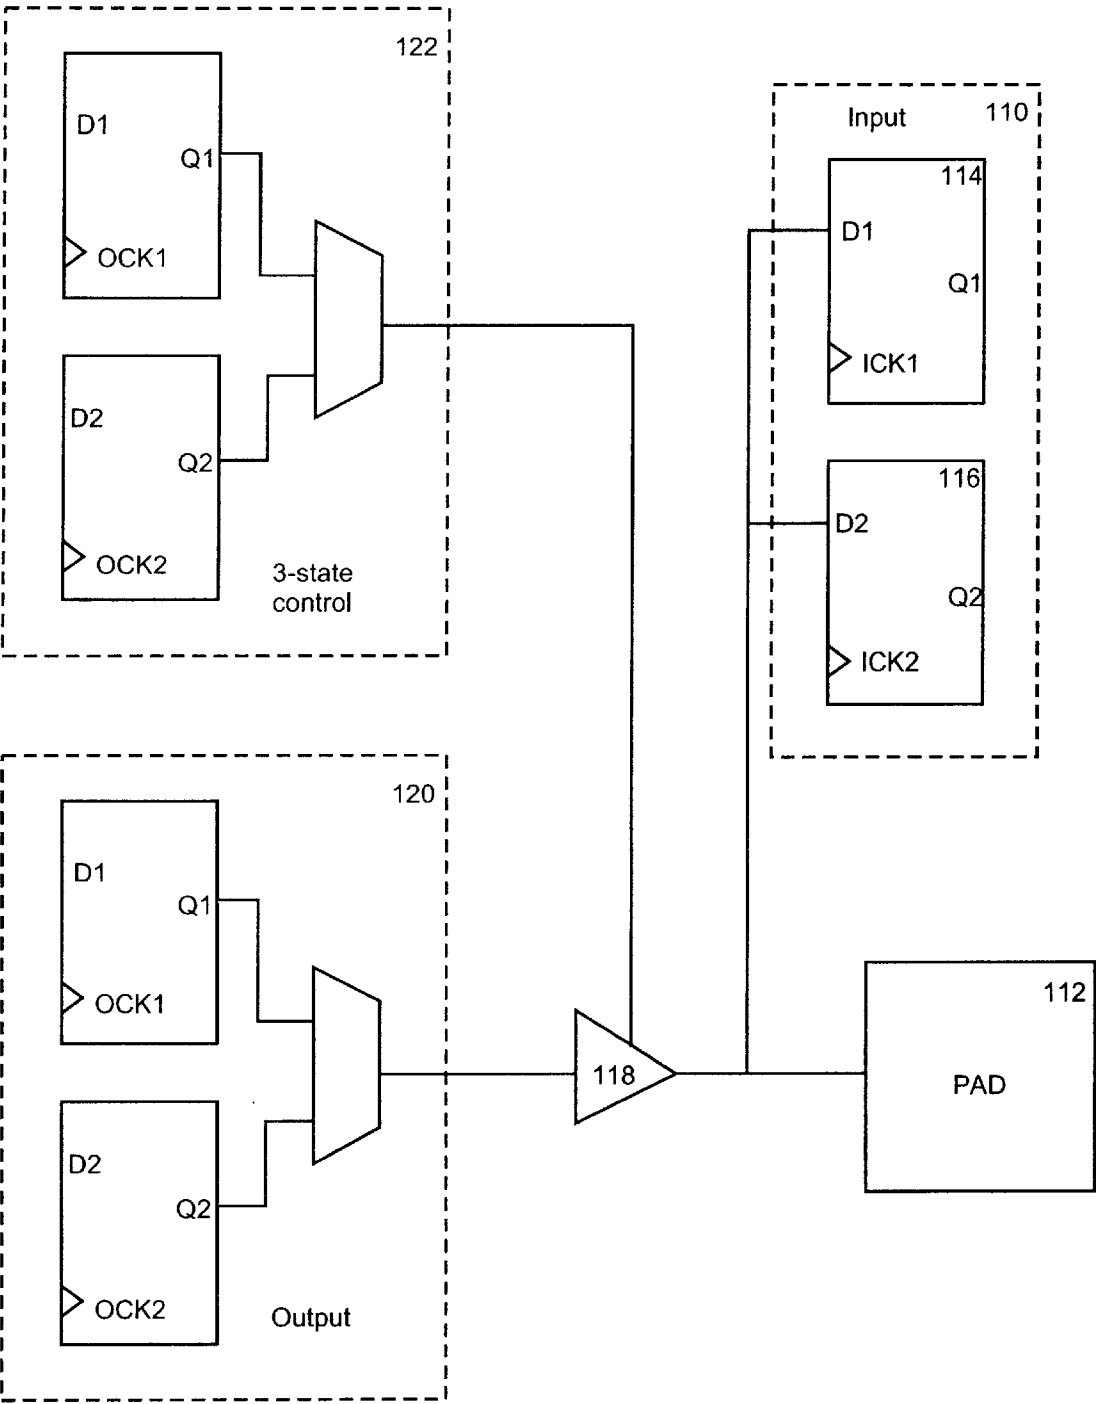 122
D1
Q1
OCK1
D2
Q2
OCK2
3-state
control
Input
110
114
D1
Q1
ICK1
116
D2
Q2
ICK2
120
D1
Q1
OCK1
D2
Q2
OCK2
Output
118
112
PAD